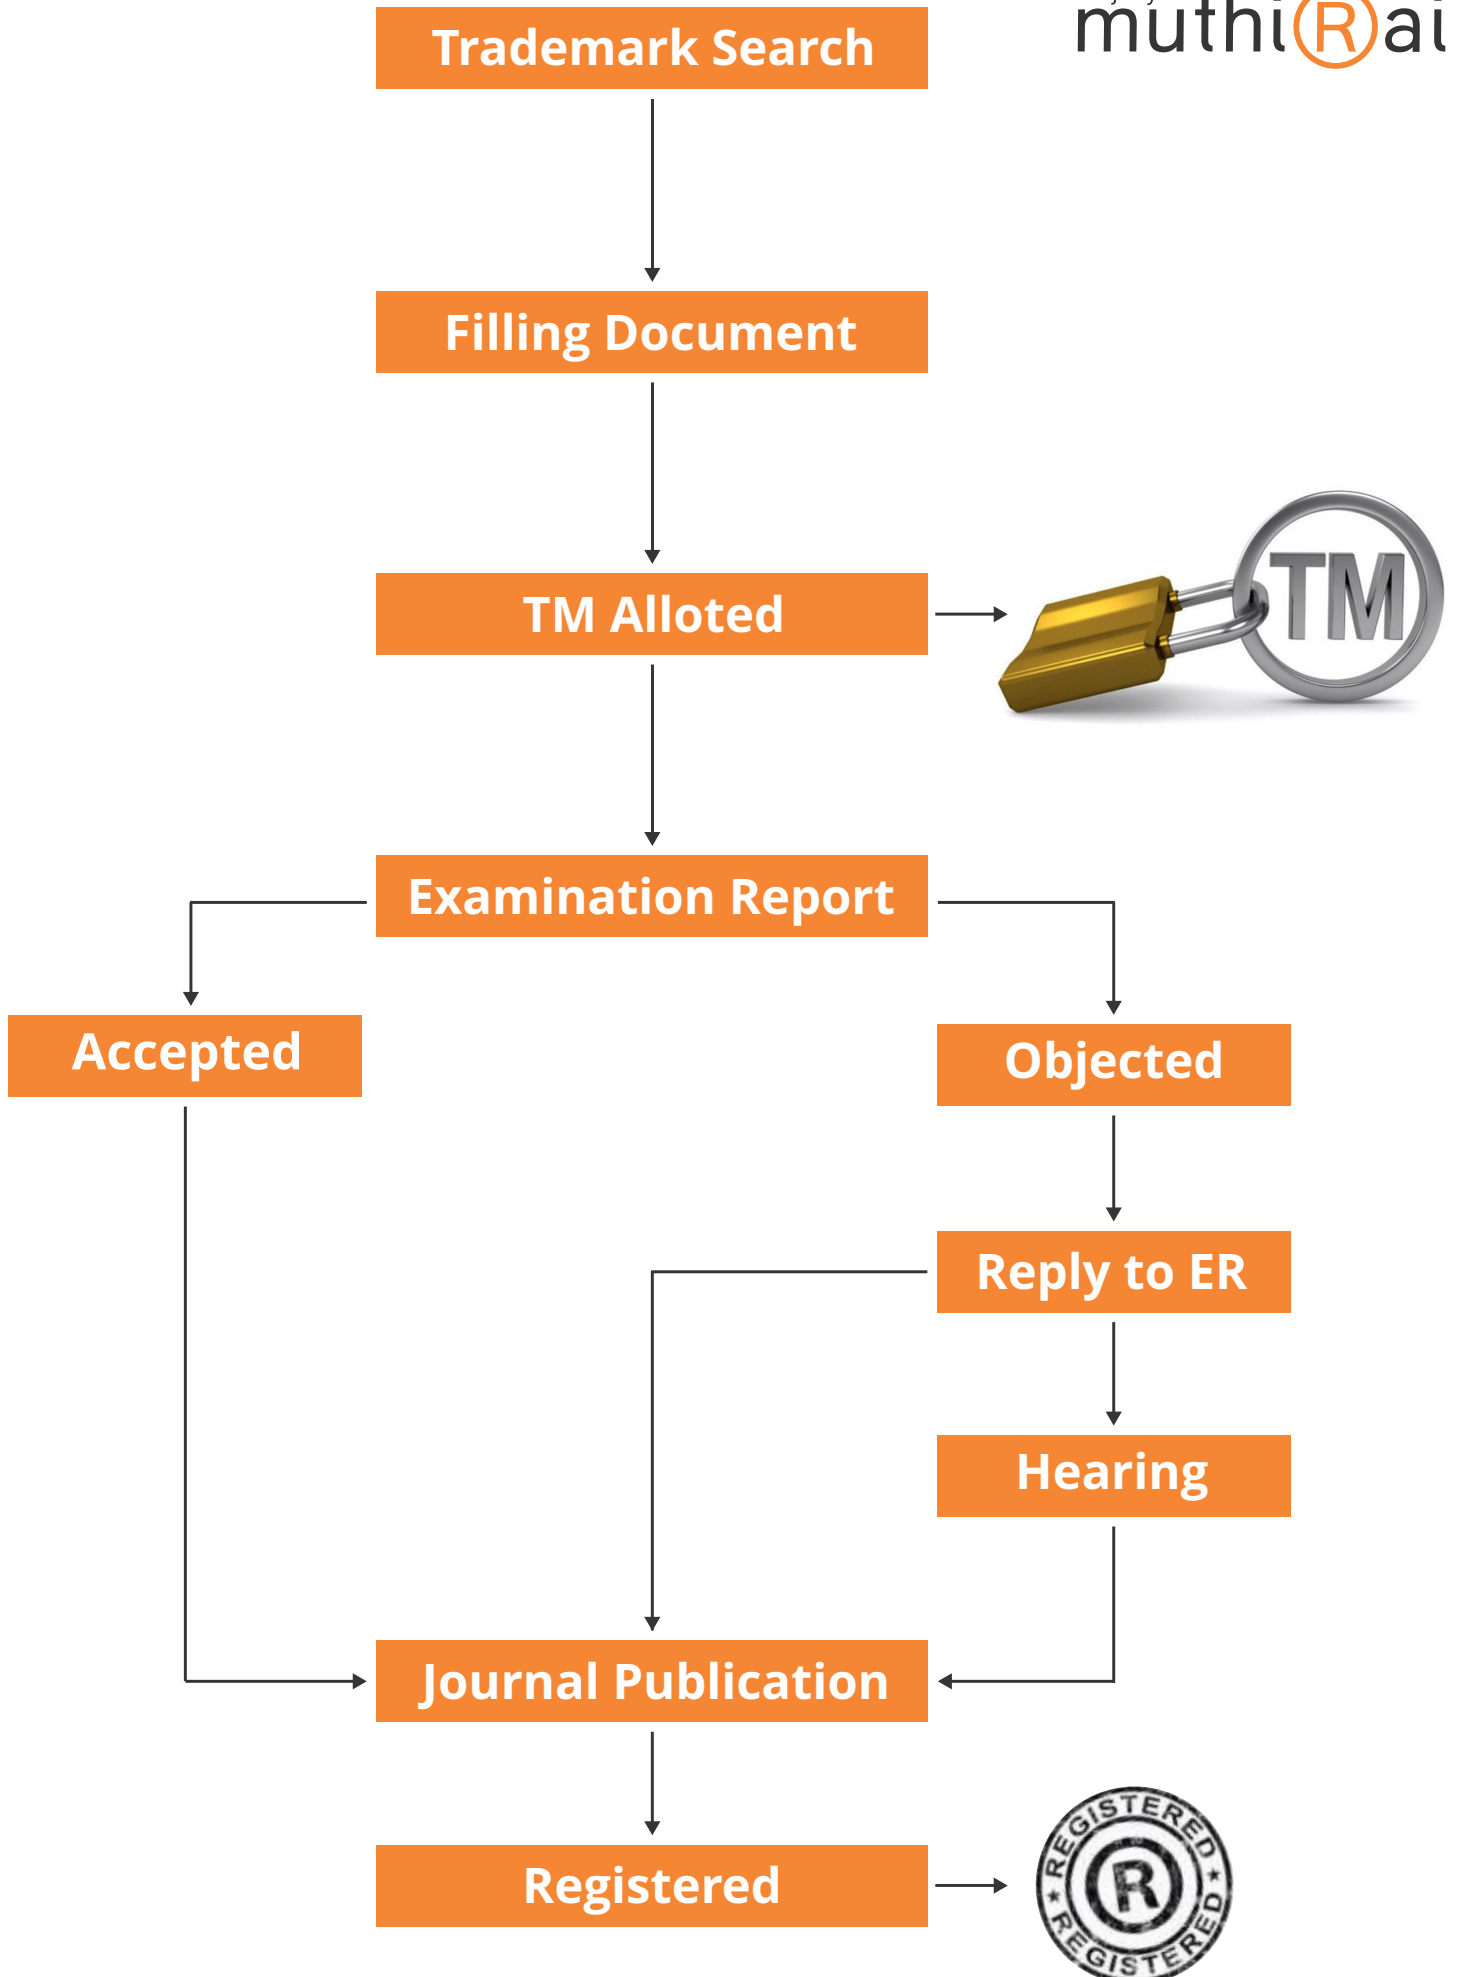 muthiRai
Trademark Search
Filling Document
TM Alloted
TM
Examination Report
Accepted
Objected
Reply to ER
Hearing
Journal Publication
Registered
REGISTERED
R
REGISTERED